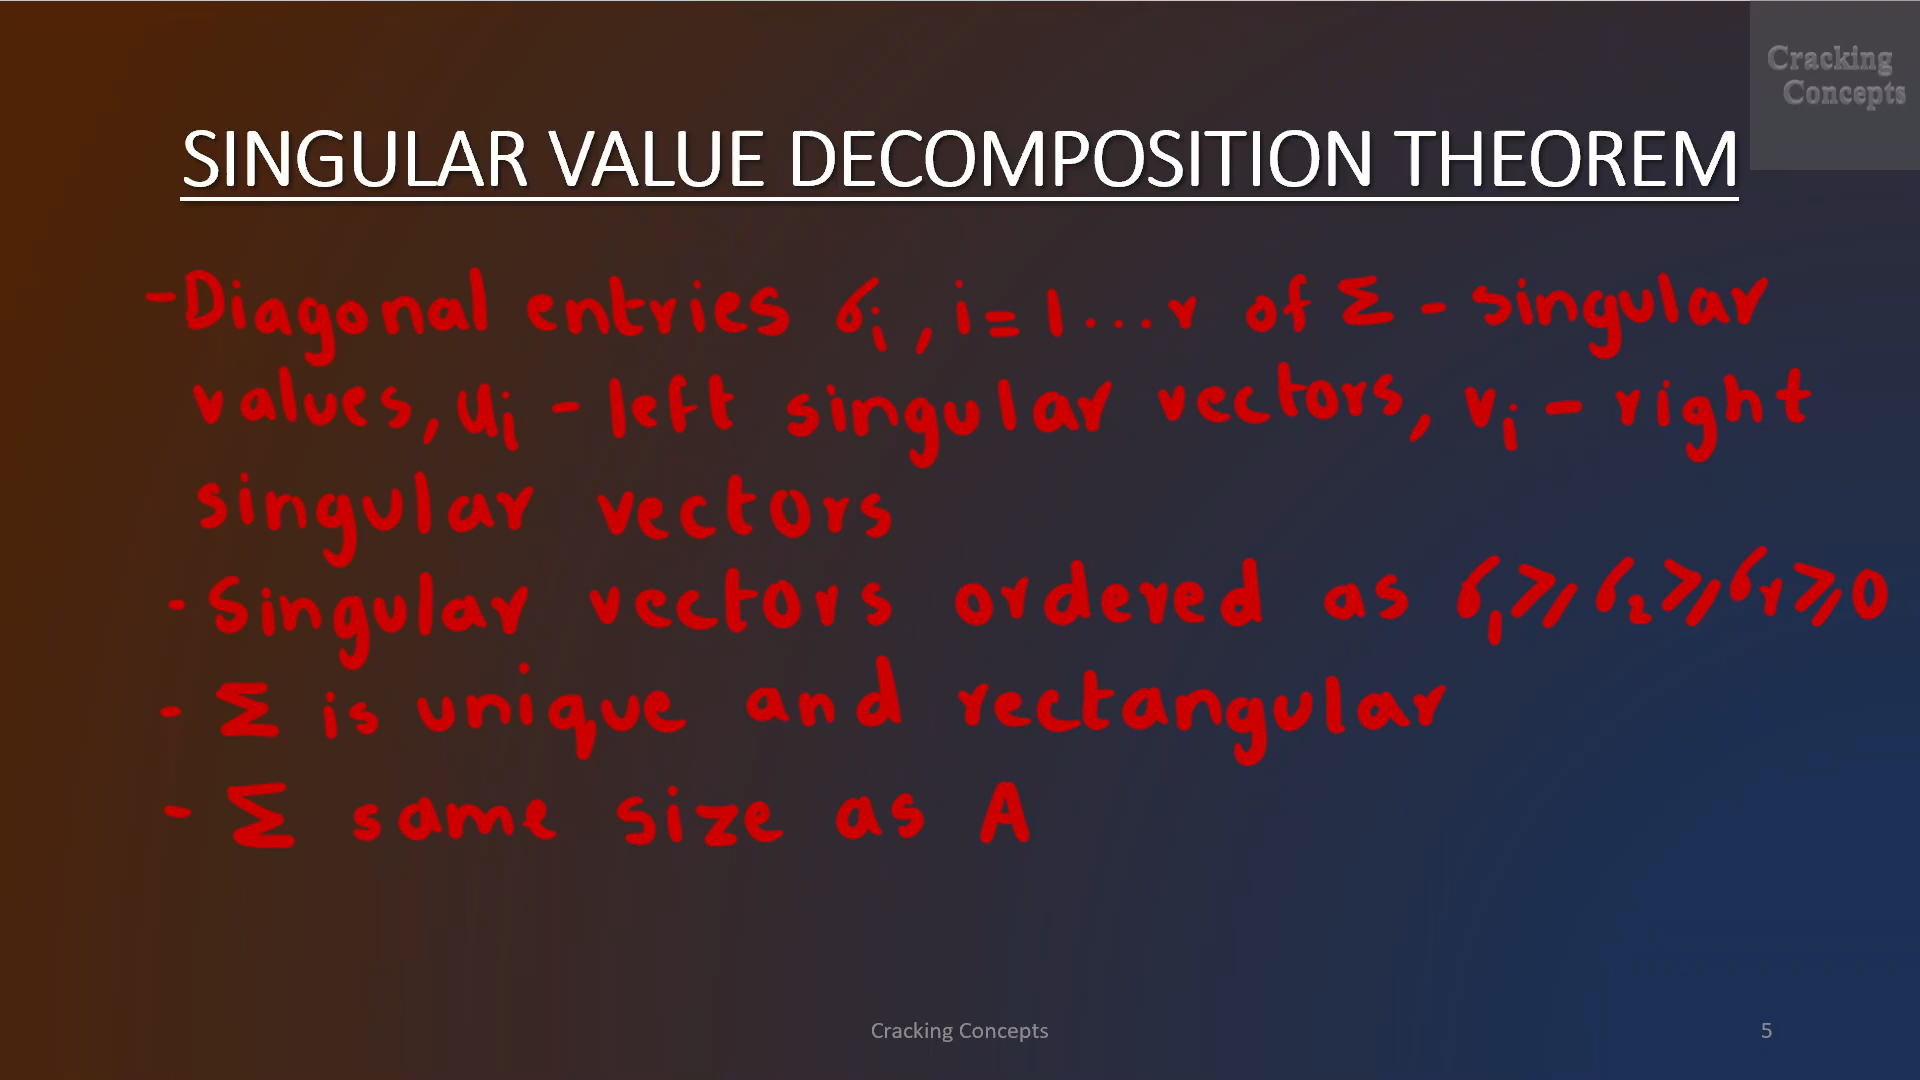 Cracking
Concepts
SINGULAR VALUE DECOMPOSITION THEOREM
-Diagonal entries σᵢ, i=1...r of Σ - singular
values, uᵢ - left singular vectors, vᵢ - right
singular vectors
- Singular vectors ordered as σ₁⩾σ₂⩾σᵣ⩾0
- Σ is unique and rectangular
- Σ same size as A
Cracking Concepts
5